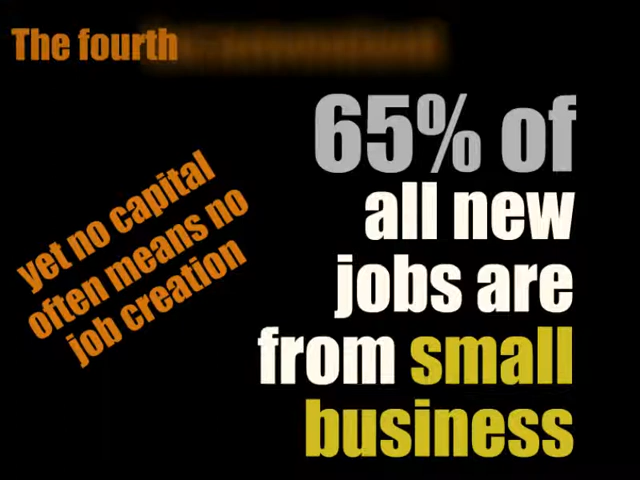 The fourth
65% of
all new
jobs are
from small
business
yet no capital
often means no
job creation